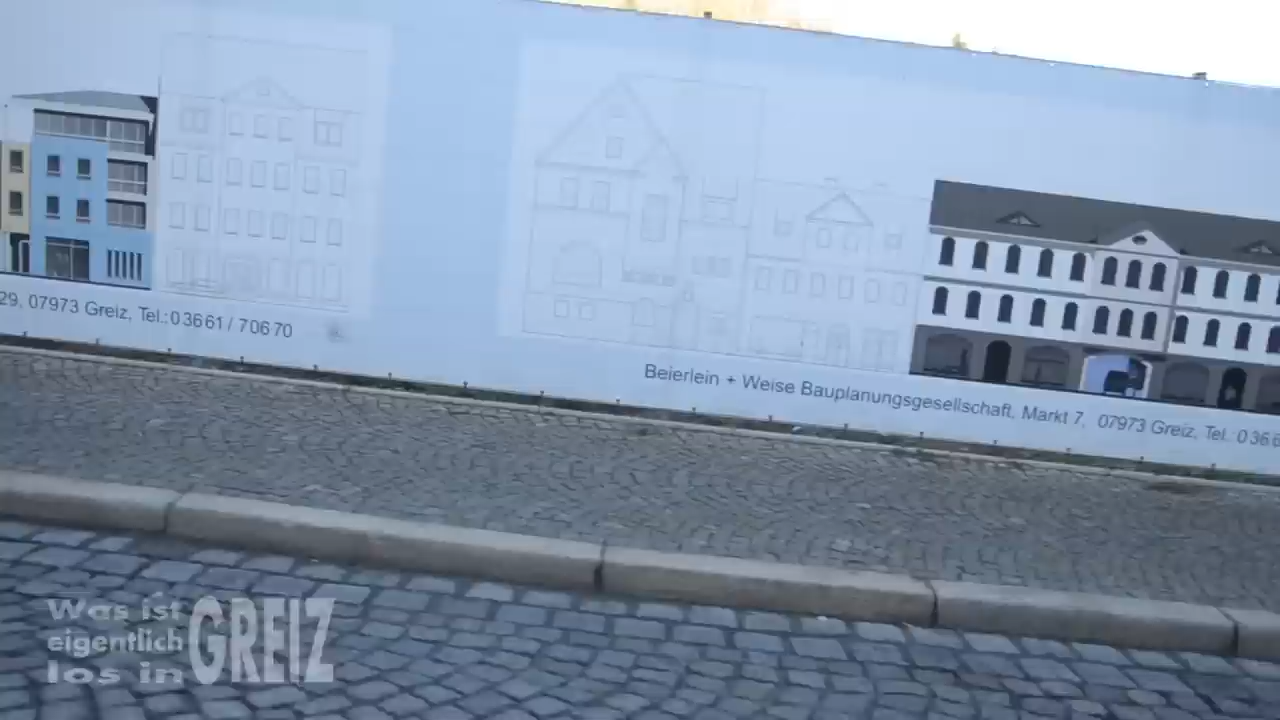 29, 07973 Greiz, Tel.:03661 / 70670
Beierlein + Weise Bauplanungsgesellschaft, Markt 7, 07973 Greiz, Tel.:0366
Was ist
eigentlich
los in GREIZ